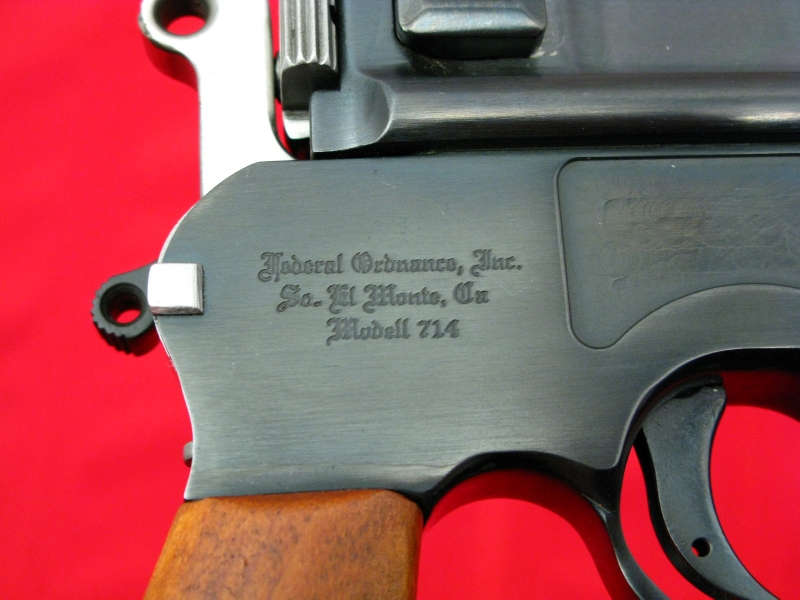 Federal Ordnance, Inc.
So. El Monte, Ca
Modell 714